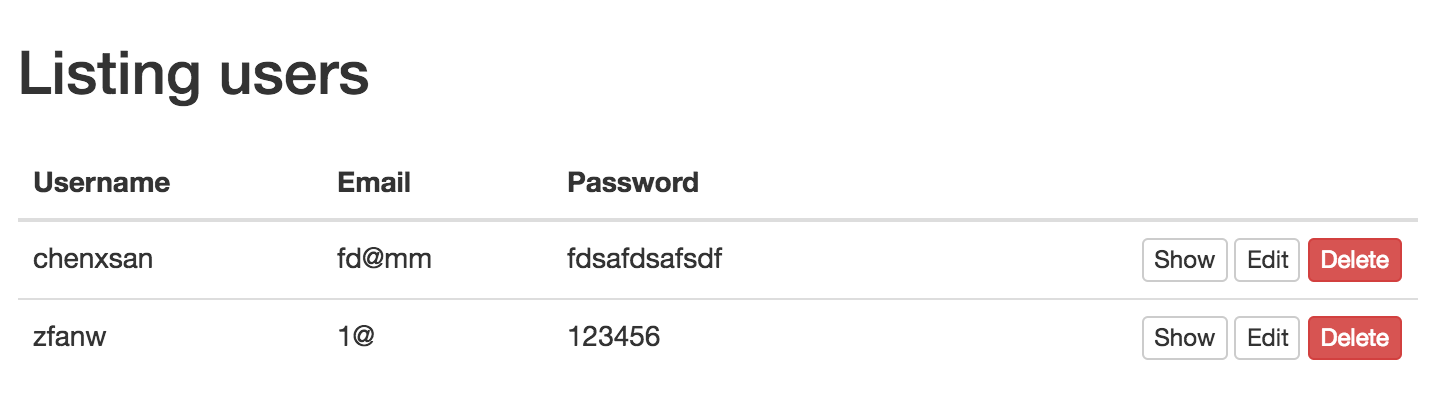 Listing users
Username Email Password
chenxsan fd@mm fdsafdsafsdf Show Edit Delete
zfanw 1@ 123456 Show Edit Delete